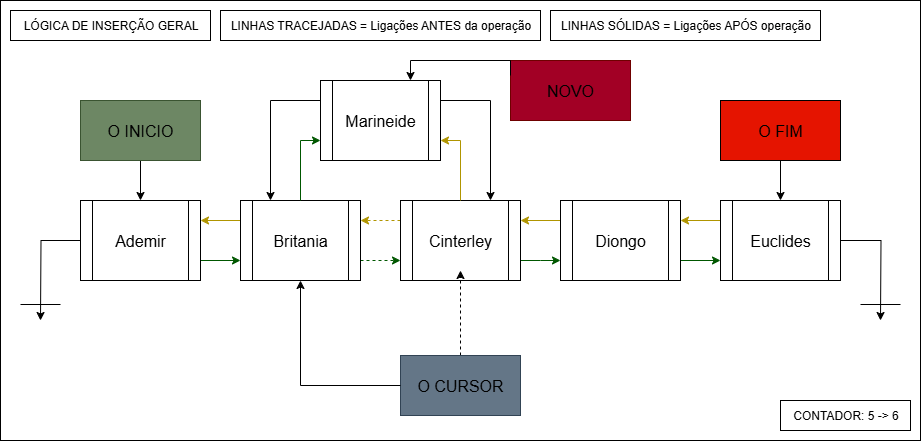 LÓGICA DE INSERÇÃO GERAL
LINHAS TRACEJADAS = Ligações ANTES da operação
LINHAS SÓLIDAS = Ligações APÓS operação
NOVO
Marineide
O INICIO
O FIM
Ademir
Britania
Cinterley
Diongo
Euclides
O CURSOR
CONTADOR: 5 -> 6